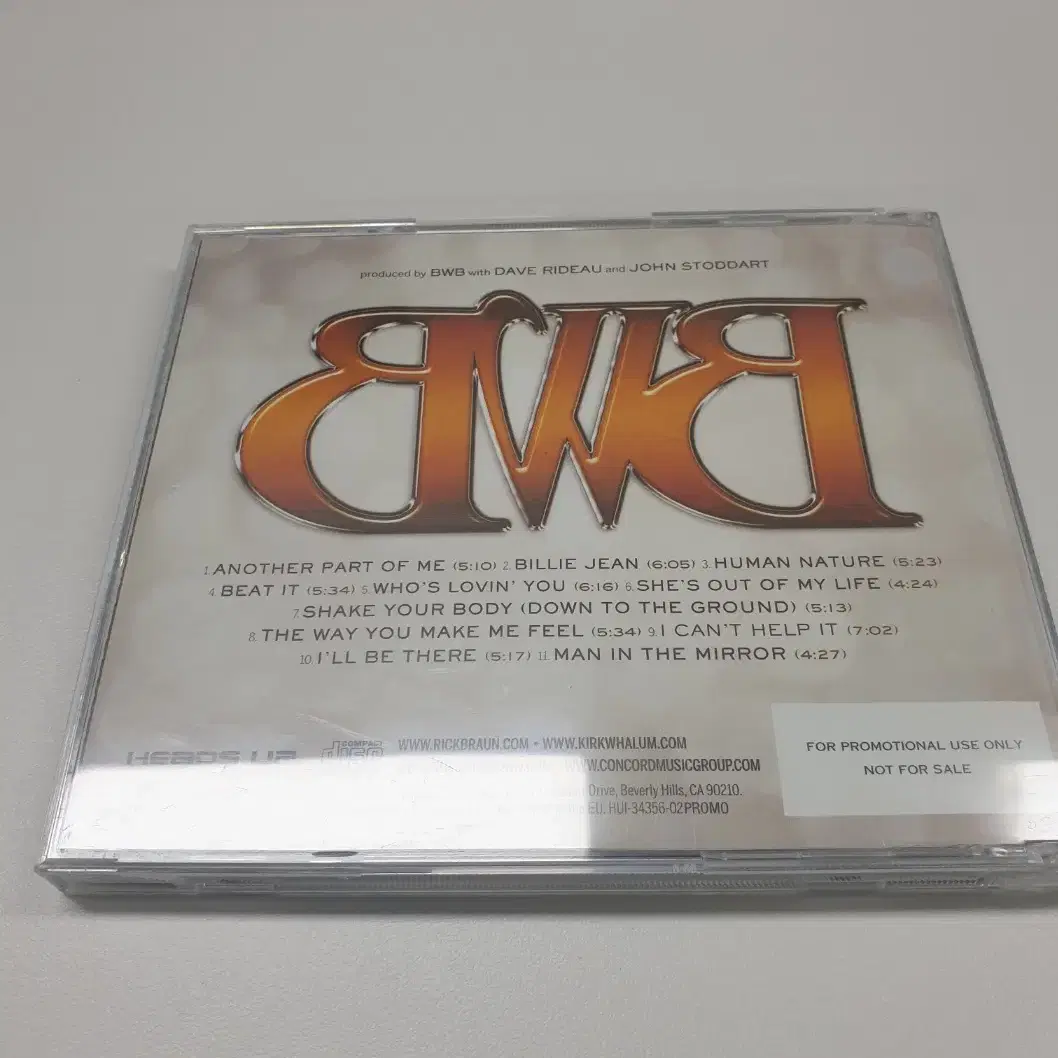 produced by BWB with DAVE RIDEAU and JOHN STODDART
BWB
1. ANOTHER PART OF ME (5:10) 2. BILLIE JEAN (6:05) 3. HUMAN NATURE (5:23)
4. BEAT IT (5:34) 5. WHO'S LOVIN' YOU (6:16) 6. SHE'S OUT OF MY LIFE (4:24)
7. SHAKE YOUR BODY (DOWN TO THE GROUND) (5:13)
8. THE WAY YOU MAKE ME FEEL (5:34) 9. I CAN'T HELP IT (7:02)
10. I'LL BE THERE (5:17) 11. MAN IN THE MIRROR (4:27)
HEADS UP
COMPACT
disc
WWW.RICKBRAUN.COM • WWW.KIRKWHALUM.COM
WWW.CONCORDMUSICGROUP.COM
Drive, Beverly Hills, CA 90210.
EU. HUI-34356-02PROMO
FOR PROMOTIONAL USE ONLY
NOT FOR SALE